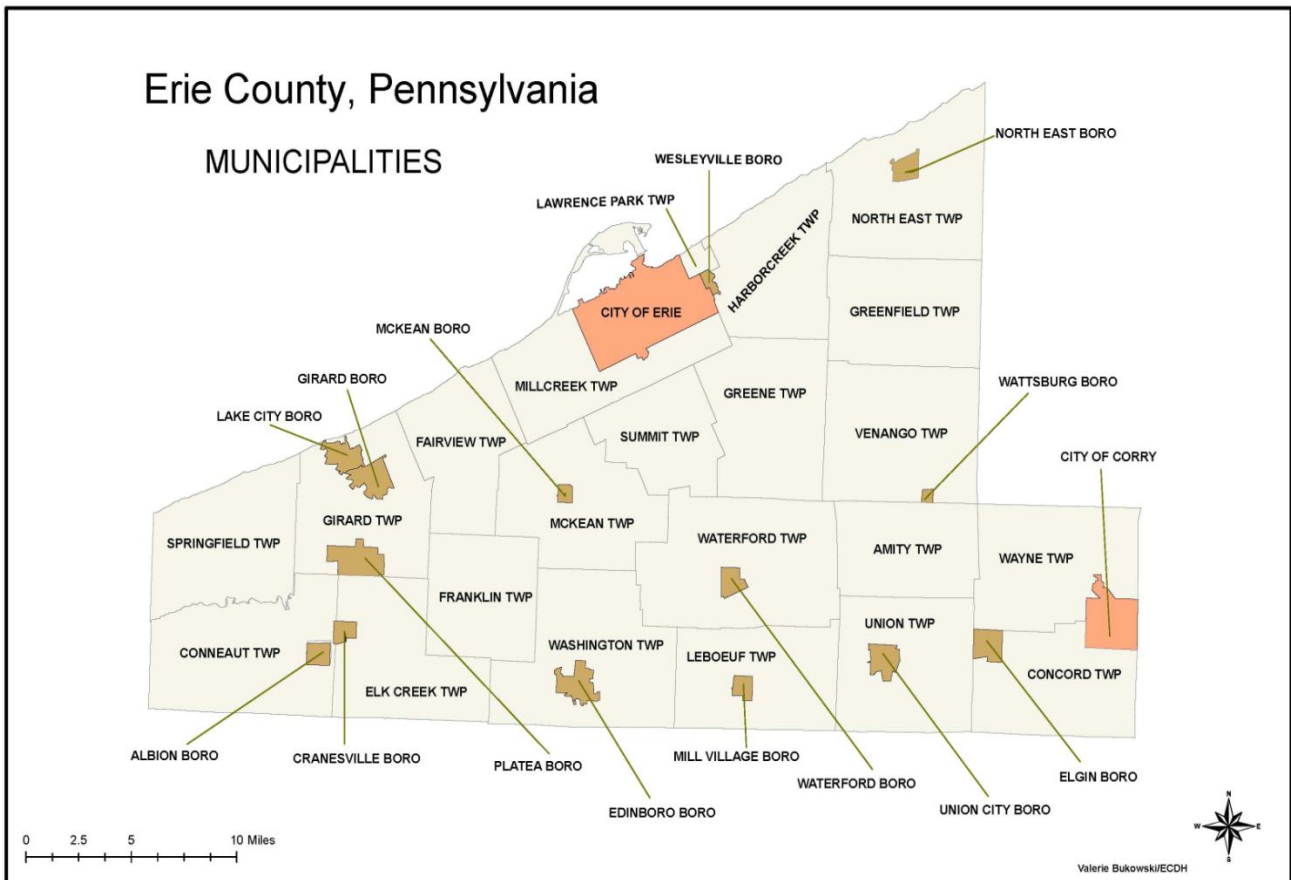 Erie County, Pennsylvania
MUNICIPALITIES
NORTH EAST BORO
WESLEYVILLE BORO
LAWRENCE PARK TWP
NORTH EAST TWP
HARBORCREEK TWP
CITY OF ERIE
GREENFIELD TWP
MCKEAN BORO
GIRARD BORO
MILLCREEK TWP
WATTSBURG BORO
GREENE TWP
LAKE CITY BORO
FAIRVIEW TWP
SUMMIT TWP
VENANGO TWP
CITY OF CORRY
GIRARD TWP
MCKEAN TWP
WATERFORD TWP
AMITY TWP
WAYNE TWP
SPRINGFIELD TWP
FRANKLIN TWP
UNION TWP
CONNEAUT TWP
WASHINGTON TWP
LEBOEUF TWP
CONCORD TWP
ELK CREEK TWP
ALBION BORO
CRANESVILLE BORO
PLATEA BORO
MILL VILLAGE BORO
WATERFORD BORO
ELGIN BORO
EDINBORO BORO
UNION CITY BORO
0 2.5 5 10 Miles
N
W E
S
Valerie Bukowski/ECDH